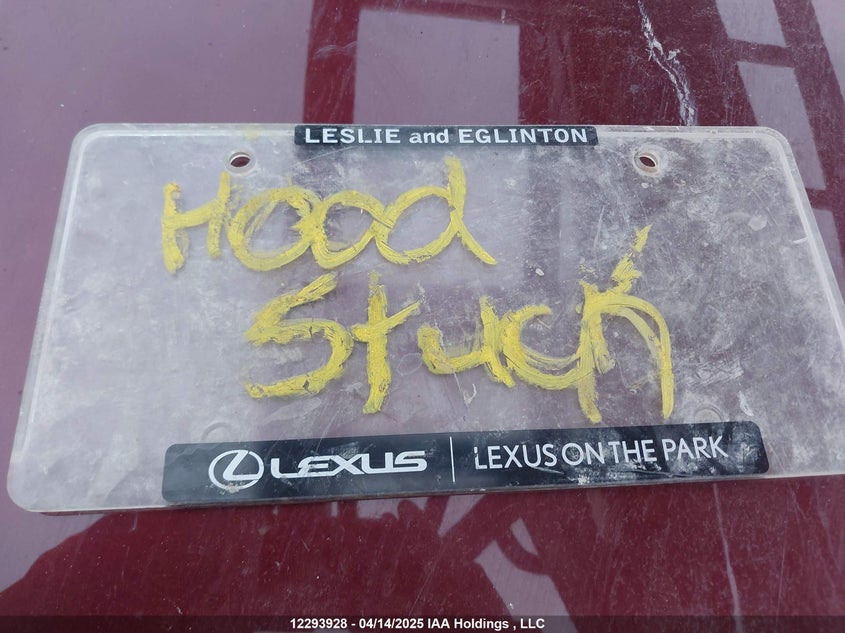 LESLIE and EGLINTON
Hood
Stuck
LEXUS | LEXUS ON THE PARK
12293928 - 04/14/2025 IAA Holdings , LLC